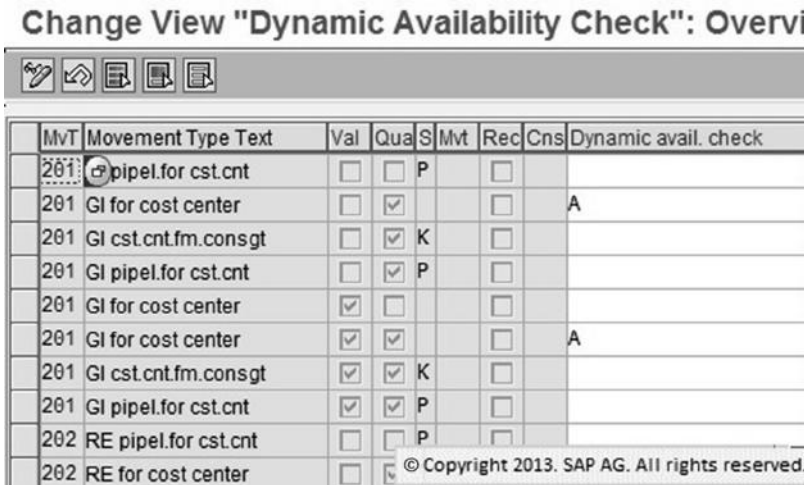 Change View "Dynamic Availability Check": Overvi
MvT Movement Type Text Val Qua S Mvt Rec Cns Dynamic avail. check
201 pipel.for cst.cnt P
201 GI for cost center A
201 GI cst.cnt.fm.consgt K
201 GI pipel.for cst.cnt P
201 GI for cost center
201 GI for cost center A
201 GI cst.cnt.fm.consgt K
201 GI pipel.for cst.cnt P
202 RE pipel.for cst.cnt P
202 RE for cost center
© Copyright 2013. SAP AG. All rights reserved.